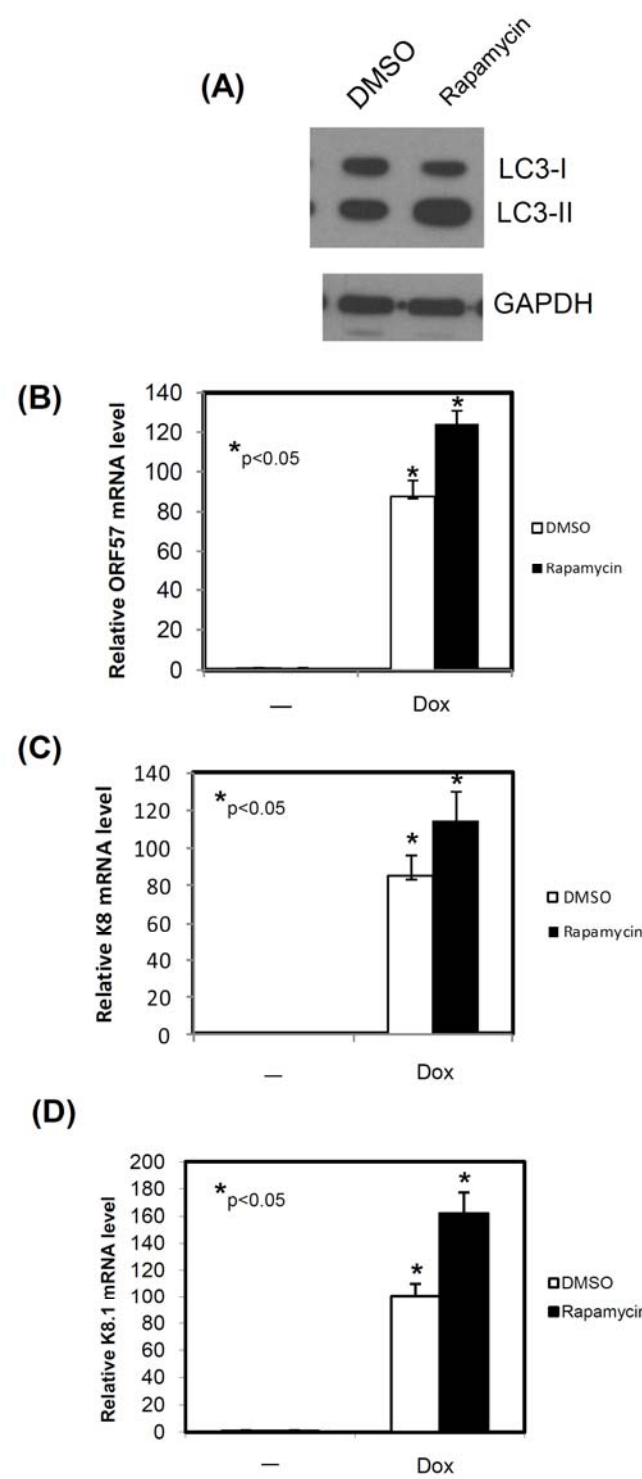 (A)
DMSO
Rapamycin
LC3-I
LC3-II
GAPDH
(B)
Relative ORF57 mRNA level
140
120
100
80
60
40
20
0
*p<0.05
*
*
—
Dox
DMSO
Rapamycin
(C)
Relative K8 mRNA level
140
120
100
80
60
40
20
0
*p<0.05
*
*
—
Dox
DMSO
Rapamycin
(D)
Relative K8.1 mRNA level
200
180
160
140
120
100
80
60
40
20
0
*p<0.05
*
*
—
Dox
DMSO
Rapamycin